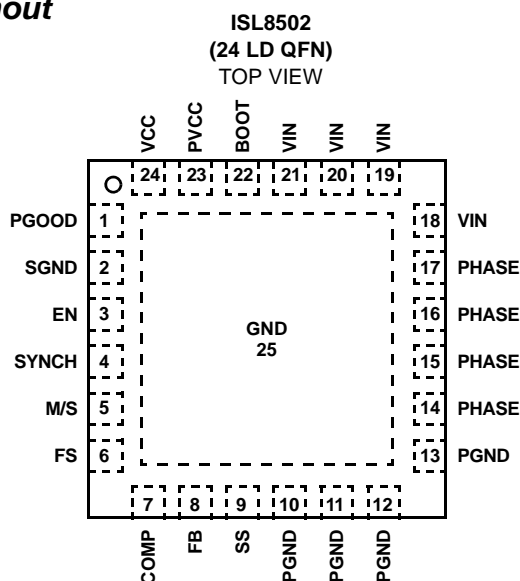 nout
ISL8502
(24 LD QFN)
TOP VIEW
VCC
PVCC
BOOT
VIN
VIN
VIN
24 23 22 21 20 19
PGOOD 1
SGND 2
EN 3
SYNCH 4
M/S 5
FS 6
18 VIN
17 PHASE
16 PHASE
15 PHASE
14 PHASE
13 PGND
GND
25
7 8 9 10 11 12
COMP
FB
SS
PGND
PGND
PGND